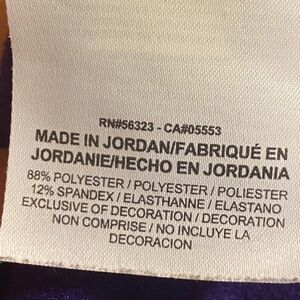 RN#56323 - CA#05553
MADE IN JORDAN/FABRIQUÉ EN
JORDANIE/HECHO EN JORDANIA
88% POLYESTER / POLYESTER / POLIESTER
12% SPANDEX / ELASTHANNE / ELASTANO
EXCLUSIVE OF DECORATION / DECORATION
NON COMPRISE / NO INCLUYE LA
DECORACION